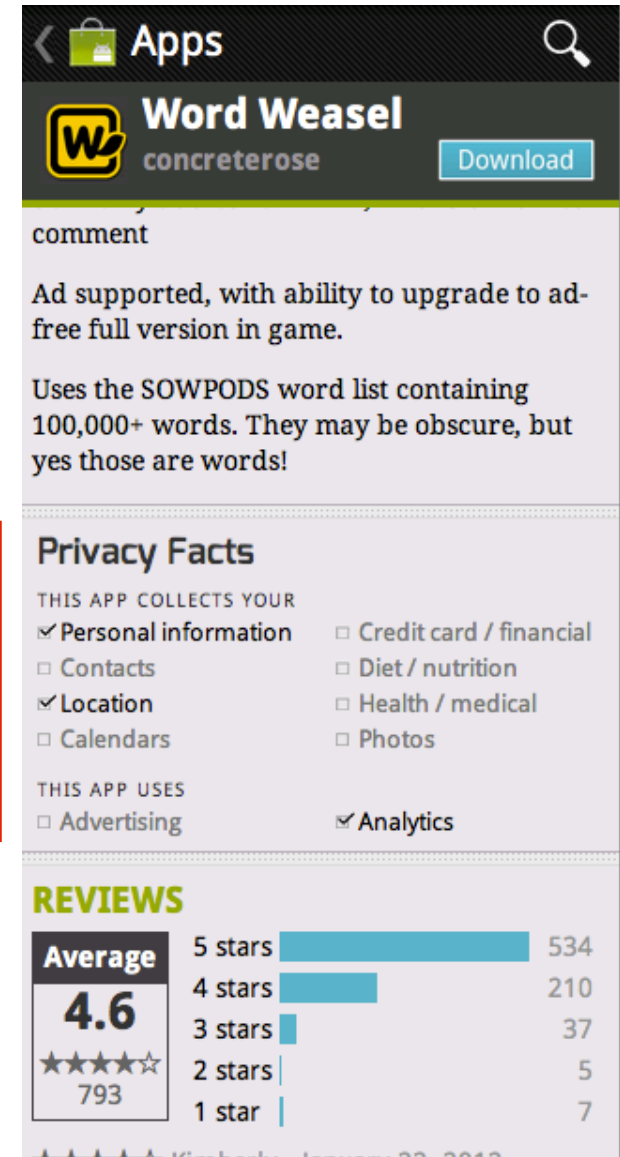 Apps
Word Weasel
concreterose
Download
comment
Ad supported, with ability to upgrade to ad-
free full version in game.
Uses the SOWPODS word list containing
100,000+ words. They may be obscure, but
yes those are words!
Privacy Facts
THIS APP COLLECTS YOUR
Personal information
Credit card / financial
Contacts
Diet / nutrition
Location
Health / medical
Calendars
Photos
THIS APP USES
Advertising
Analytics
REVIEWS
Average
4.6
793
5 stars 534
4 stars 210
3 stars 37
2 stars 5
1 star 7